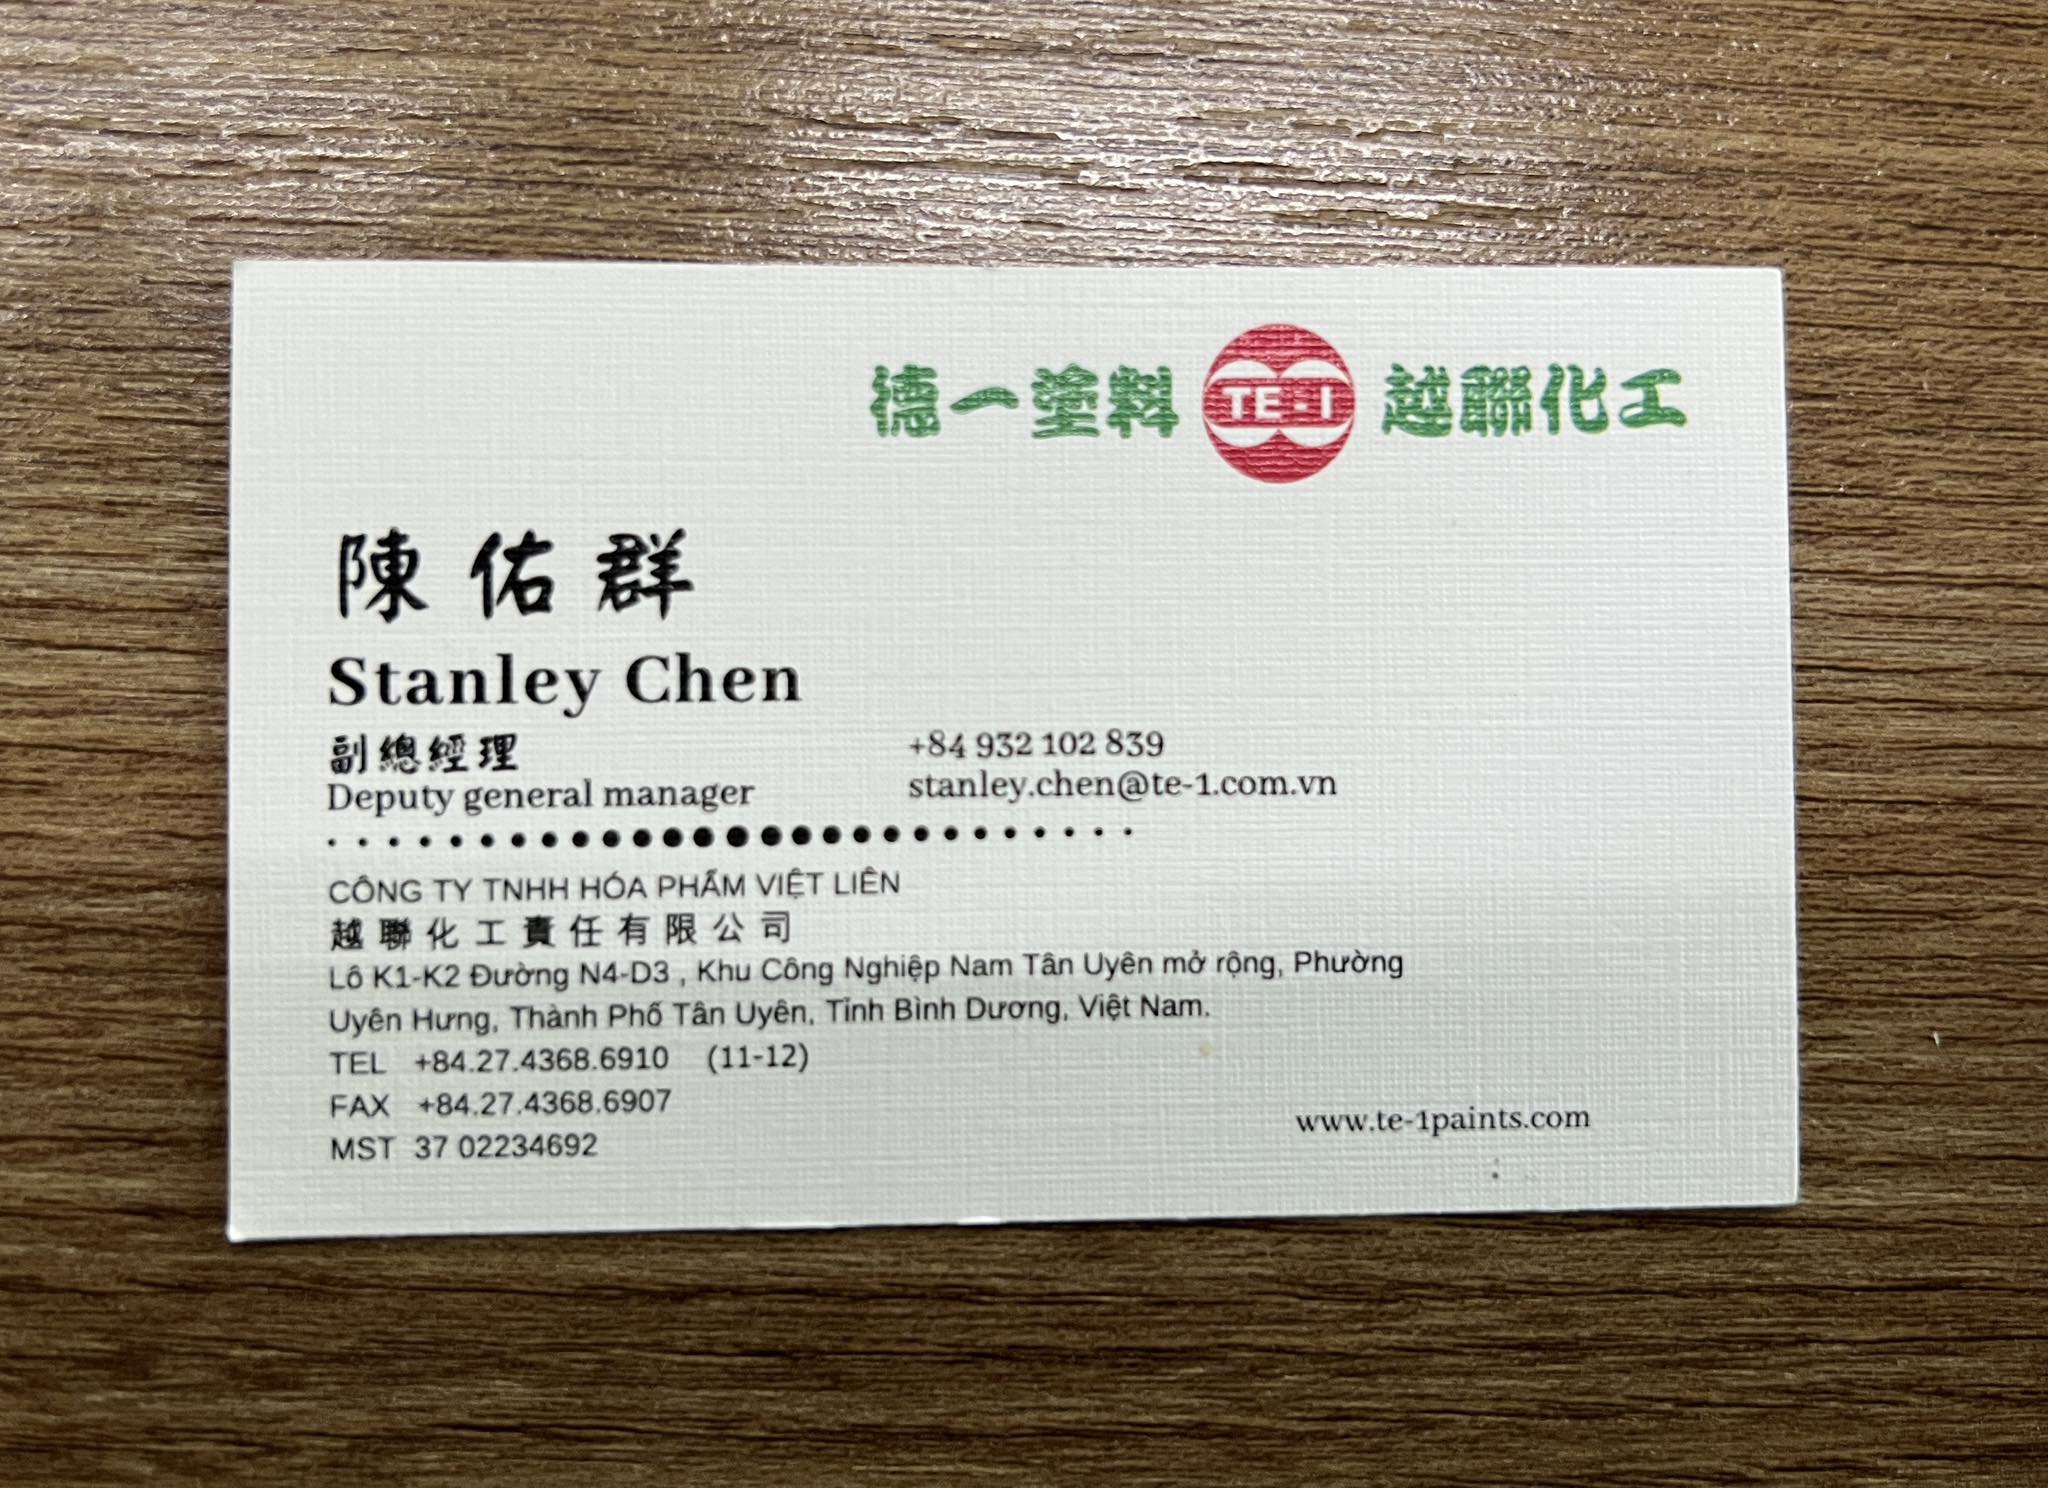 德一塗料 TE-1 越聯化工
陳佑群
Stanley Chen
副總經理
Deputy general manager
+84 932 102 839
stanley.chen@te-1.com.vn
CÔNG TY TNHH HÓA PHẨM VIỆT LIÊN
越聯化工責任有限公司
Lô K1-K2 Đường N4-D3 , Khu Công Nghiệp Nam Tân Uyên mở rộng, Phường
Uyên Hưng, Thành Phố Tân Uyên, Tỉnh Bình Dương, Việt Nam.
TEL +84.27.4368.6910 (11-12)
FAX +84.27.4368.6907
MST 37 02234692
www.te-1paints.com